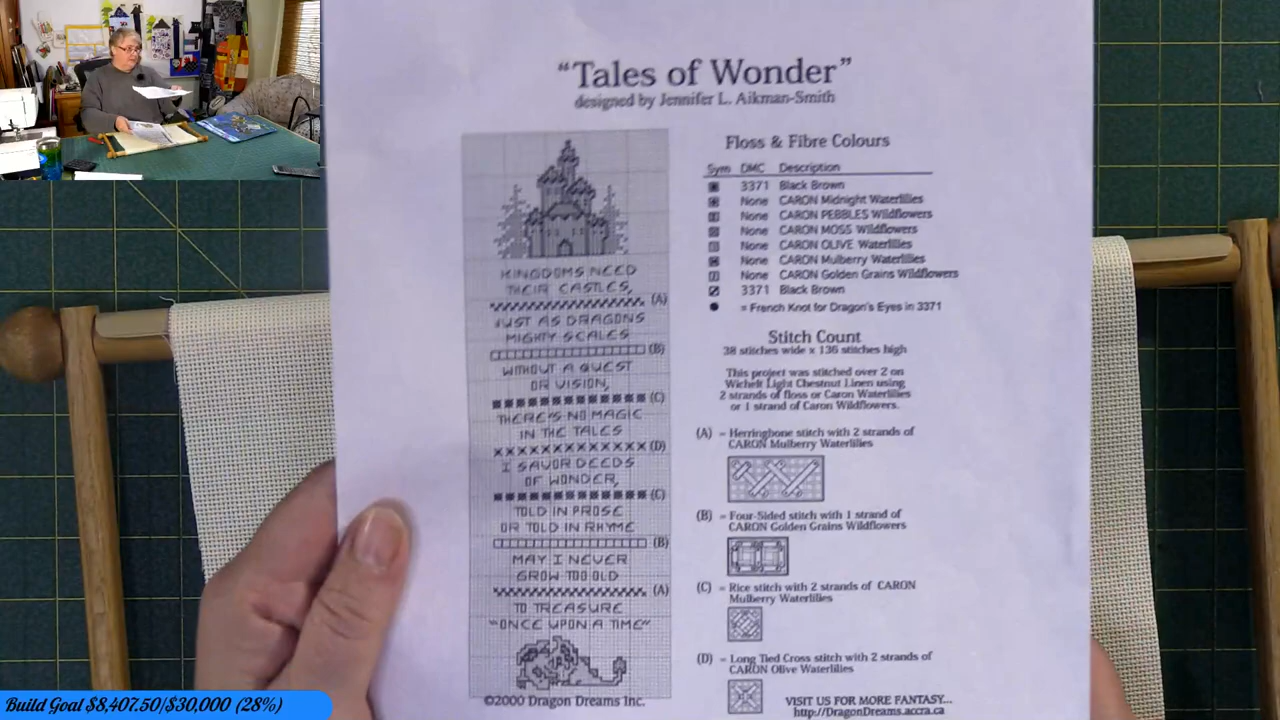 "Tales of Wonder"
designed by Jennifer L. Aikman-Smith
KINGDOMS NEED
THEIR CASTLES,
(A)
JUST AS DRAGONS
MIGHTY SCALES
(B)
WITHOUT A QUEST
OR VISION,
(C)
THERE'S NO MAGIC
IN THE TALES
(D)
I SAVOR DEEDS
OF WONDER,
(C)
TOLD IN PROSE
OR TOLD IN RHYME
(B)
MAY I NEVER
GROW TOO OLD
(A)
TO TREASURE
"ONCE UPON A TIME"
©2000 Dragon Dreams Inc.
Floss & Fibre Colours
Sym DMC Description
3371 Black Brown
None CARON Midnight Waterlilies
None CARON PEBBLES Wildflowers
None CARON MOSS Wildflowers
None CARON OLIVE Waterlilies
None CARON Mulberry Waterlilies
None CARON Golden Grains Wildflowers
3371 Black Brown
= French Knot for Dragon's Eyes in 3371
Stitch Count
38 stitches wide x 136 stitches high
This project was stitched over 2 on
Wichelt Light Chestnut Linen using
2 strands of floss or Caron Waterlilies
or 1 strand of Caron Wildflowers.
(A) = Herringbone stitch with 2 strands of
CARON Mulberry Waterlilies
(B) = Four-Sided stitch with 1 strand of
CARON Golden Grains Wildflowers
(C) = Rice stitch with 2 strands of CARON
Mulberry Waterlilies
(D) = Long Tied Cross stitch with 2 strands of
CARON Olive Waterlilies
VISIT US FOR MORE FANTASY...
http://DragonDreams.accra.ca
Build Goal $8,407.50/$30,000 (28%)